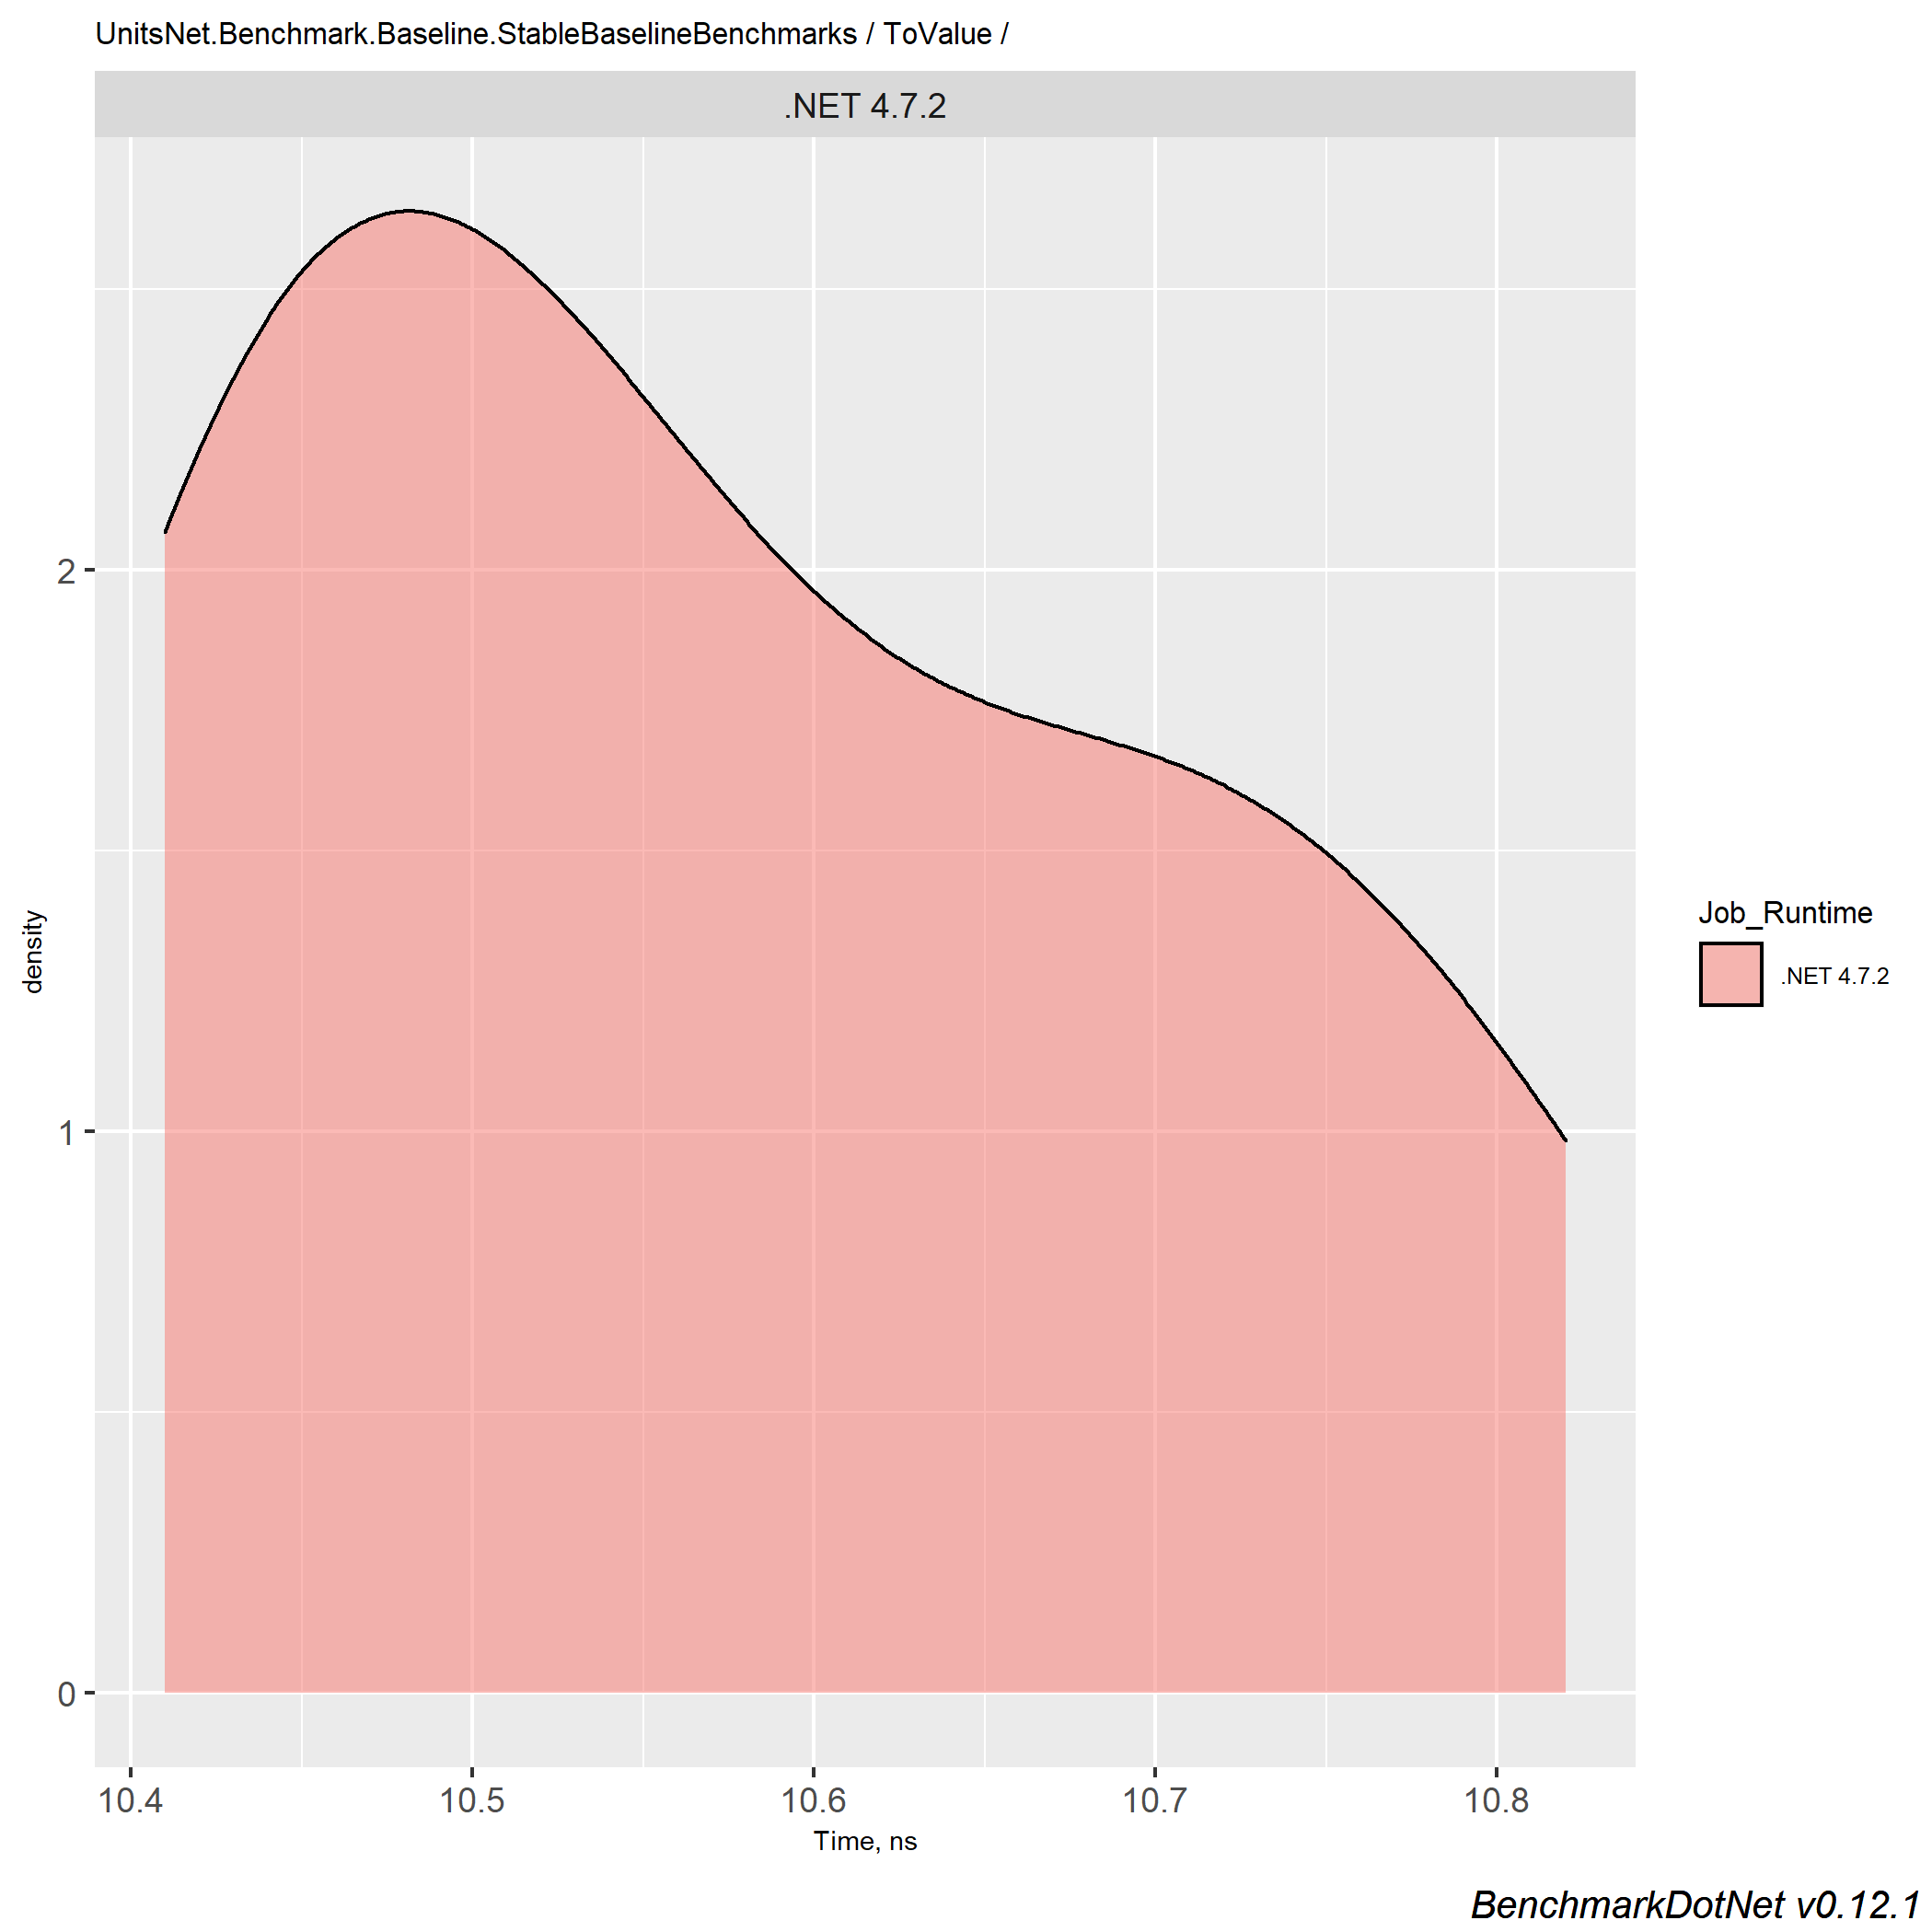 UnitsNet.Benchmark.Baseline.StableBaselineBenchmarks / ToValue /
.NET 4.7.2
2
1
0
density
10.4 10.5 10.6 10.7 10.8
Time, ns
Job_Runtime
.NET 4.7.2
BenchmarkDotNet v0.12.1